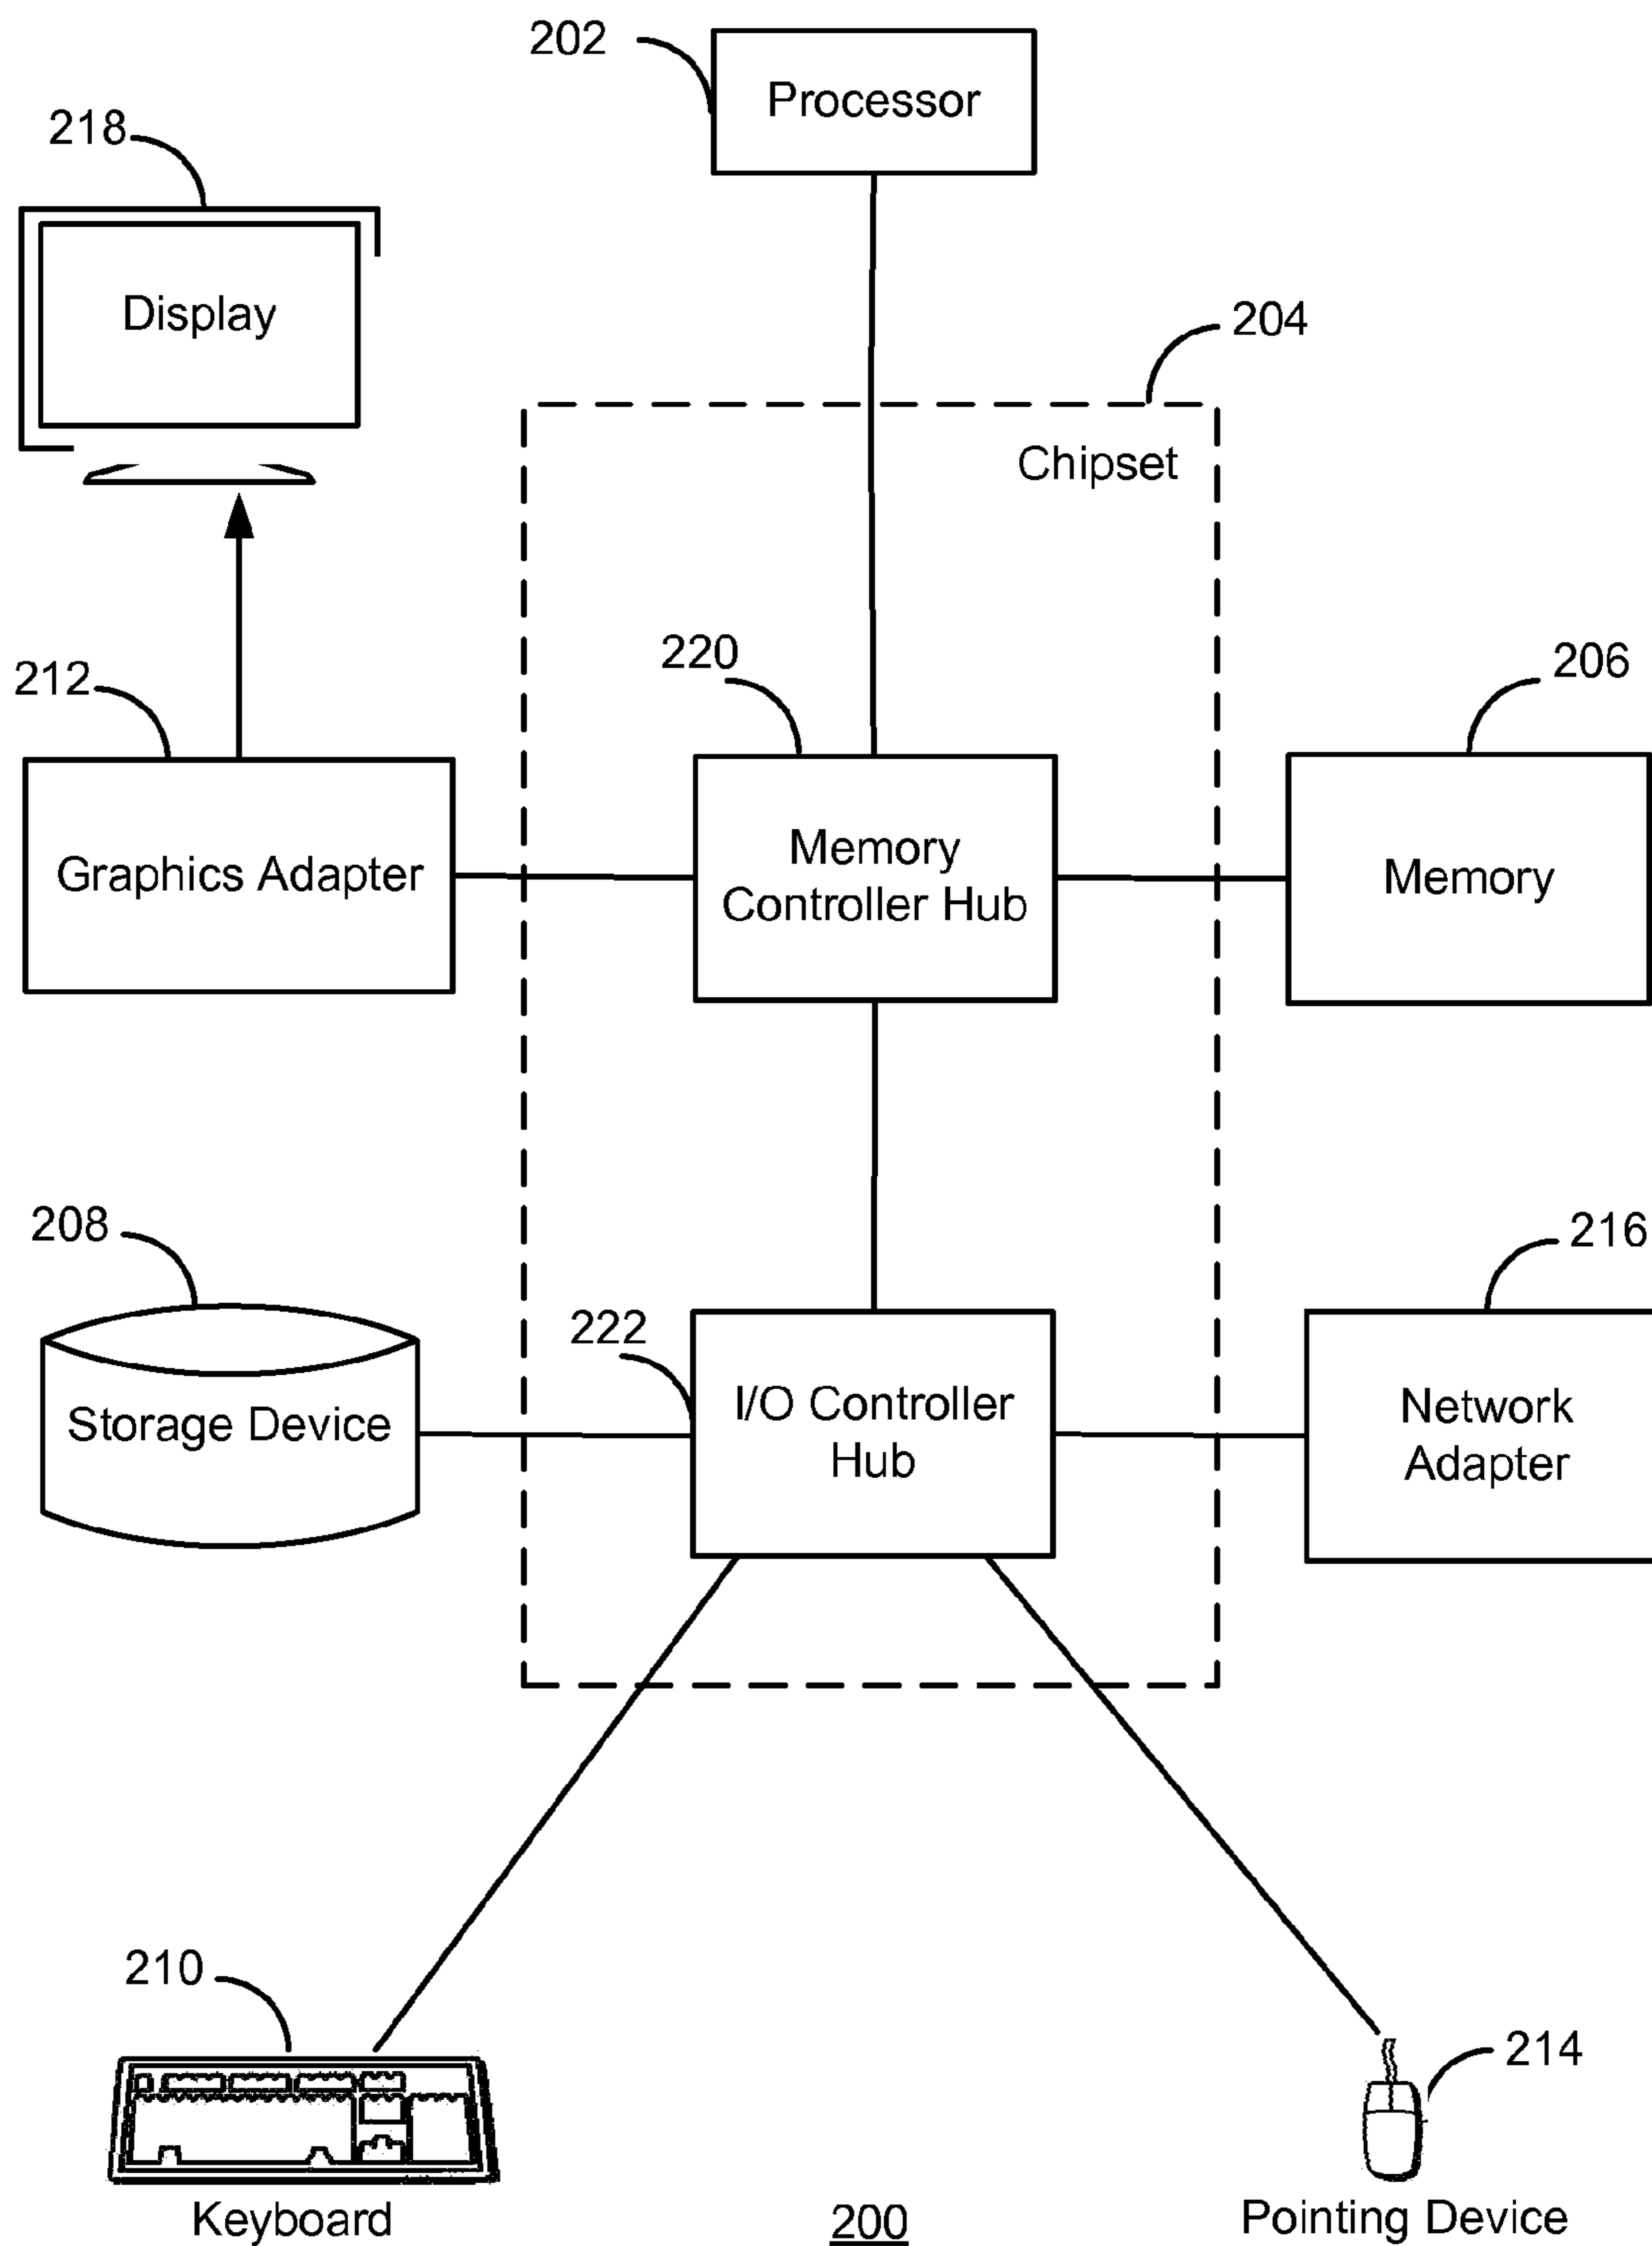 202
Processor
218
Display
204
Chipset
212
220
206
Graphics Adapter
Memory
Controller Hub
Memory
208
222
216
Storage Device
I/O Controller
Hub
Network
Adapter
210
214
Keyboard
200
Pointing Device